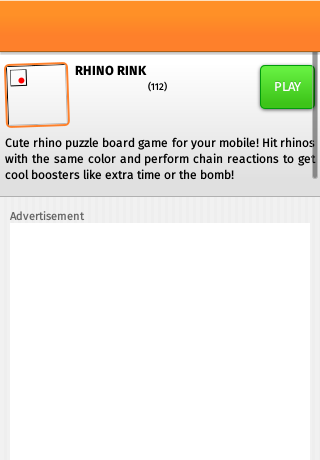 RHINO RINK
(112)
PLAY
Cute rhino puzzle board game for your mobile! Hit rhinos
with the same color and perform chain reactions to get
cool boosters like extra time or the bomb!
Advertisement